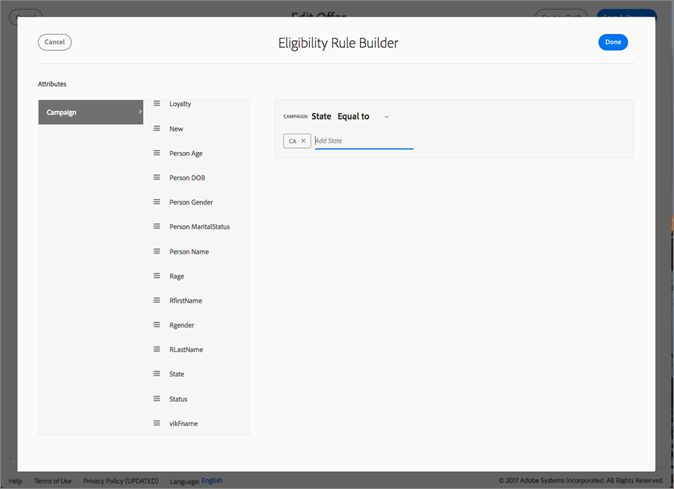 Cancel
Edit Offer
Cancel
Eligibility Rule Builder
Done
Attributes
Campaign
Loyalty
New
Person Age
Person DOB
Person Gender
Person MaritalStatus
Person Name
Rage
RfirstName
Rgender
RLastName
State
Status
vikFname
CAMPAIGN State Equal to
CA ✕ Add State
Help Terms of Use Privacy Policy (UPDATED) Language: English
© 2017 Adobe Systems Incorporated. All Rights Reserved.